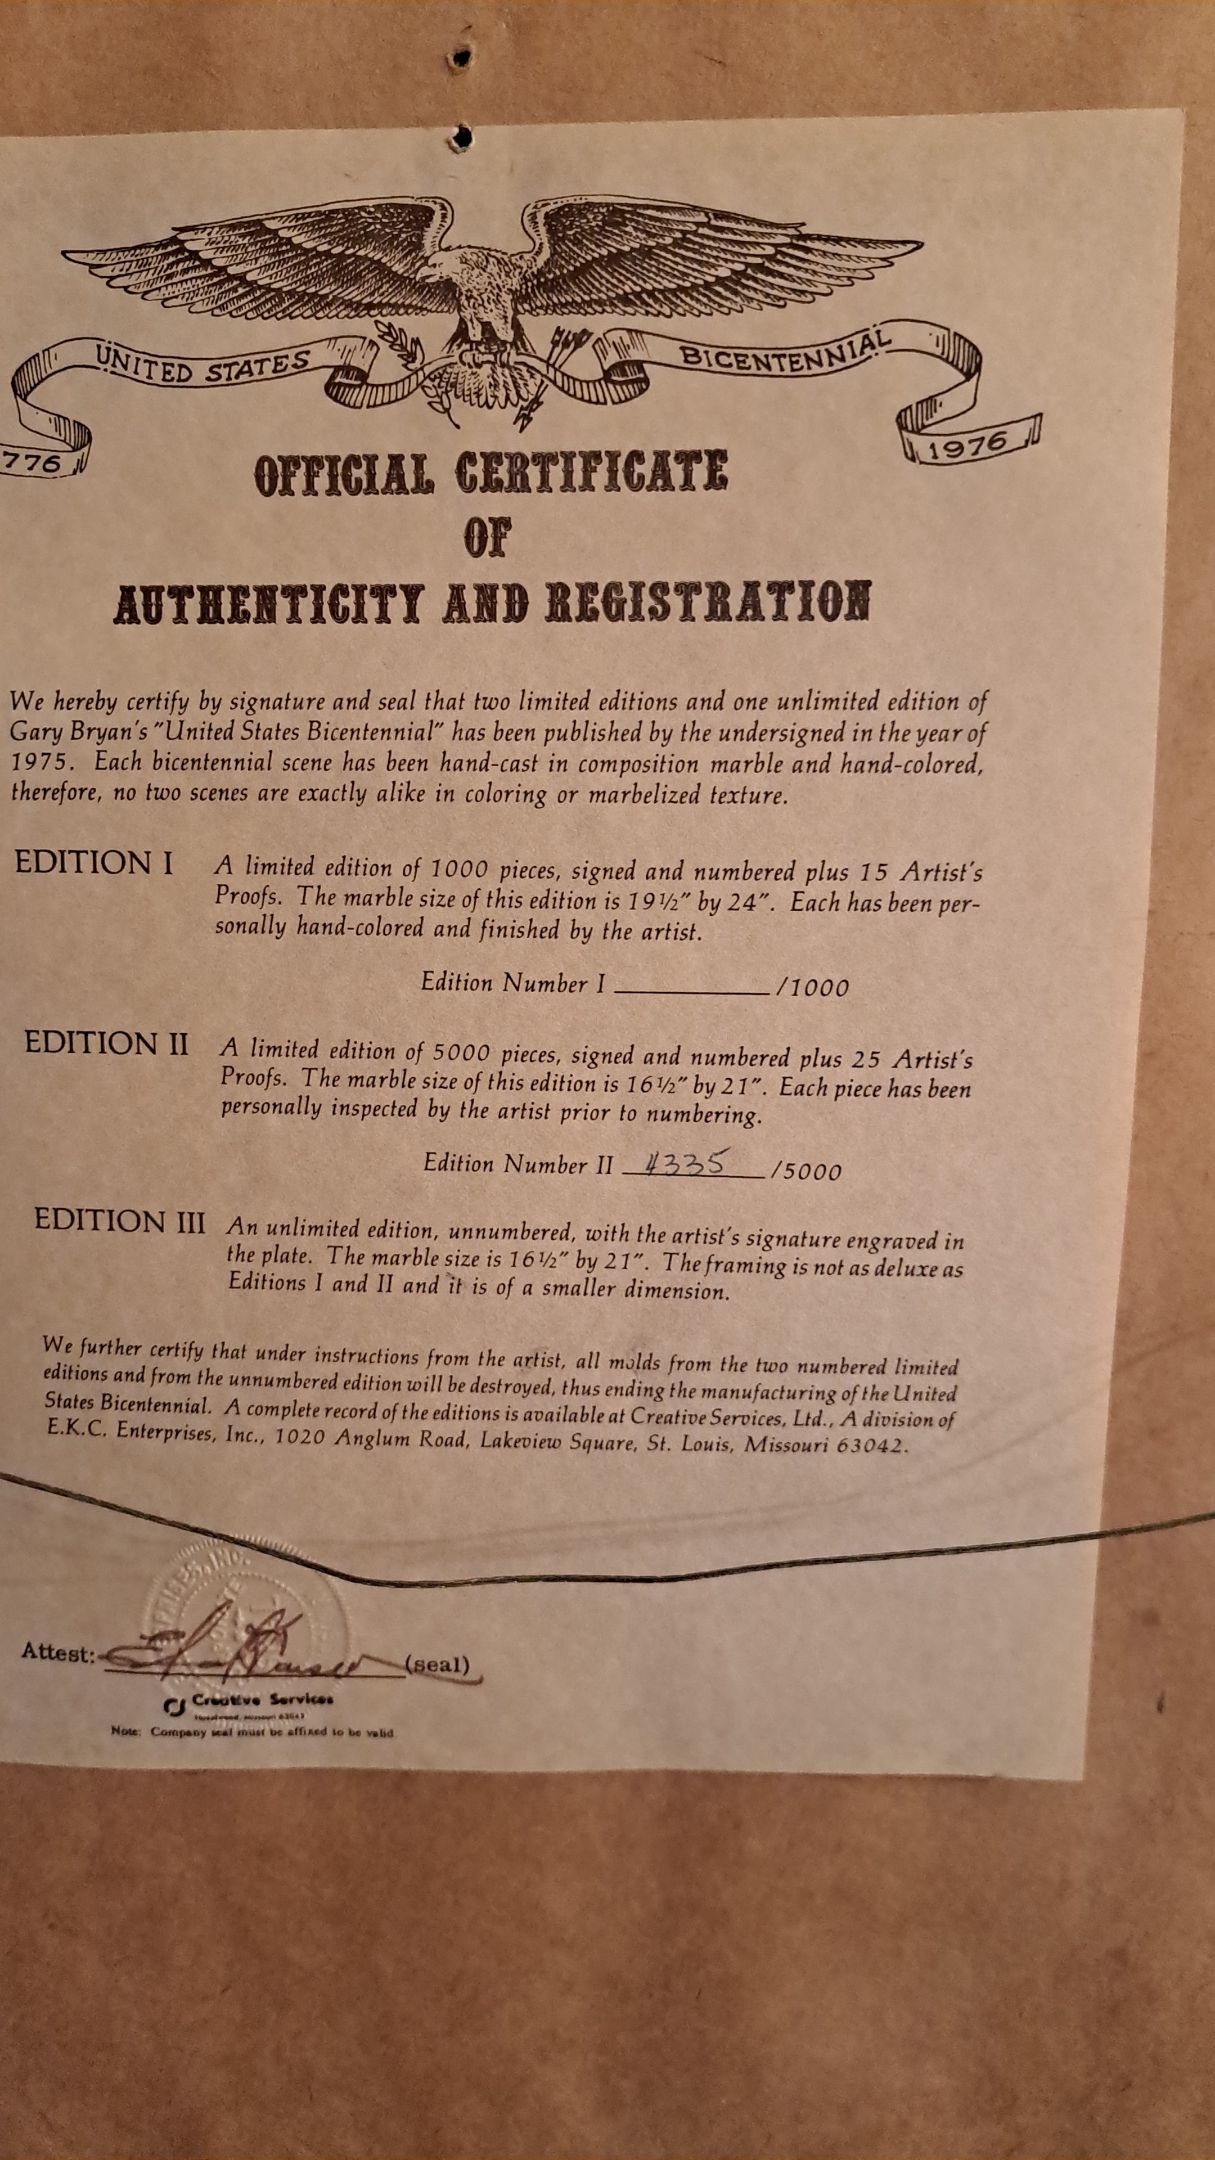 UNITED STATES BICENTENNIAL
776 1976
OFFICIAL CERTIFICATE
OF
AUTHENTICITY AND REGISTRATION
We hereby certify by signature and seal that two limited editions and one unlimited edition of
Gary Bryan's "United States Bicentennial" has been published by the undersigned in the year of
1975. Each bicentennial scene has been hand-cast in composition marble and hand-colored,
therefore, no two scenes are exactly alike in coloring or marbelized texture.
EDITION I A limited edition of 1000 pieces, signed and numbered plus 15 Artist's
Proofs. The marble size of this edition is 19½" by 24". Each has been per-
sonally hand-colored and finished by the artist.
Edition Number I ________ /1000
EDITION II A limited edition of 5000 pieces, signed and numbered plus 25 Artist's
Proofs. The marble size of this edition is 16½" by 21". Each piece has been
personally inspected by the artist prior to numbering.
Edition Number II 4335 /5000
EDITION III An unlimited edition, unnumbered, with the artist's signature engraved in
the plate. The marble size is 16½" by 21". The framing is not as deluxe as
Editions I and II and it is of a smaller dimension.
We further certify that under instructions from the artist, all molds from the two numbered limited
editions and from the unnumbered edition will be destroyed, thus ending the manufacturing of the United
States Bicentennial. A complete record of the editions is available at Creative Services, Ltd., A division of
E.K.C. Enterprises, Inc., 1020 Anglum Road, Lakeview Square, St. Louis, Missouri 63042.
Attest: (seal)
Creative Services
Note: Company seal must be affixed to be valid